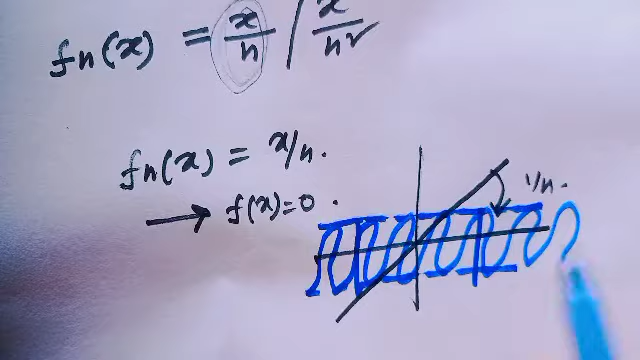 fn(x) = x/n / x/n²
fn(x) = x/n.
→ f(x)=0.
1/n.